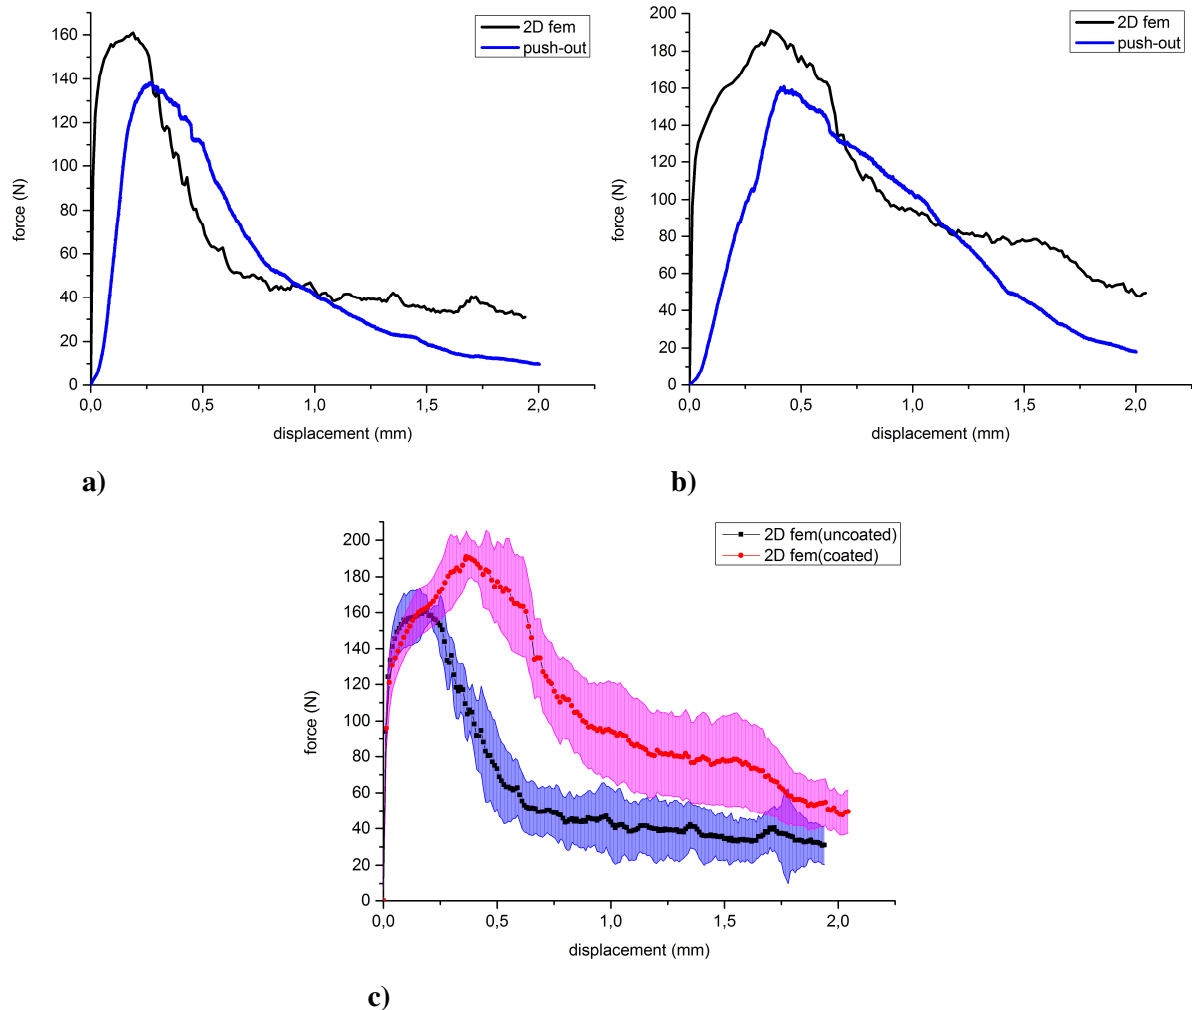 2D fem
push-out
160
140
120
100
80
60
40
20
0
0,0 0,5 1,0 1,5 2,0
force (N)
displacement (mm)
a)
2D fem
push-out
200
180
160
140
120
100
80
60
40
20
0
0,0 0,5 1,0 1,5 2,0
force (N)
displacement (mm)
b)
2D fem(uncoated)
2D fem(coated)
200
180
160
140
120
100
80
60
40
20
0
0,0 0,5 1,0 1,5 2,0
force (N)
displacement (mm)
c)